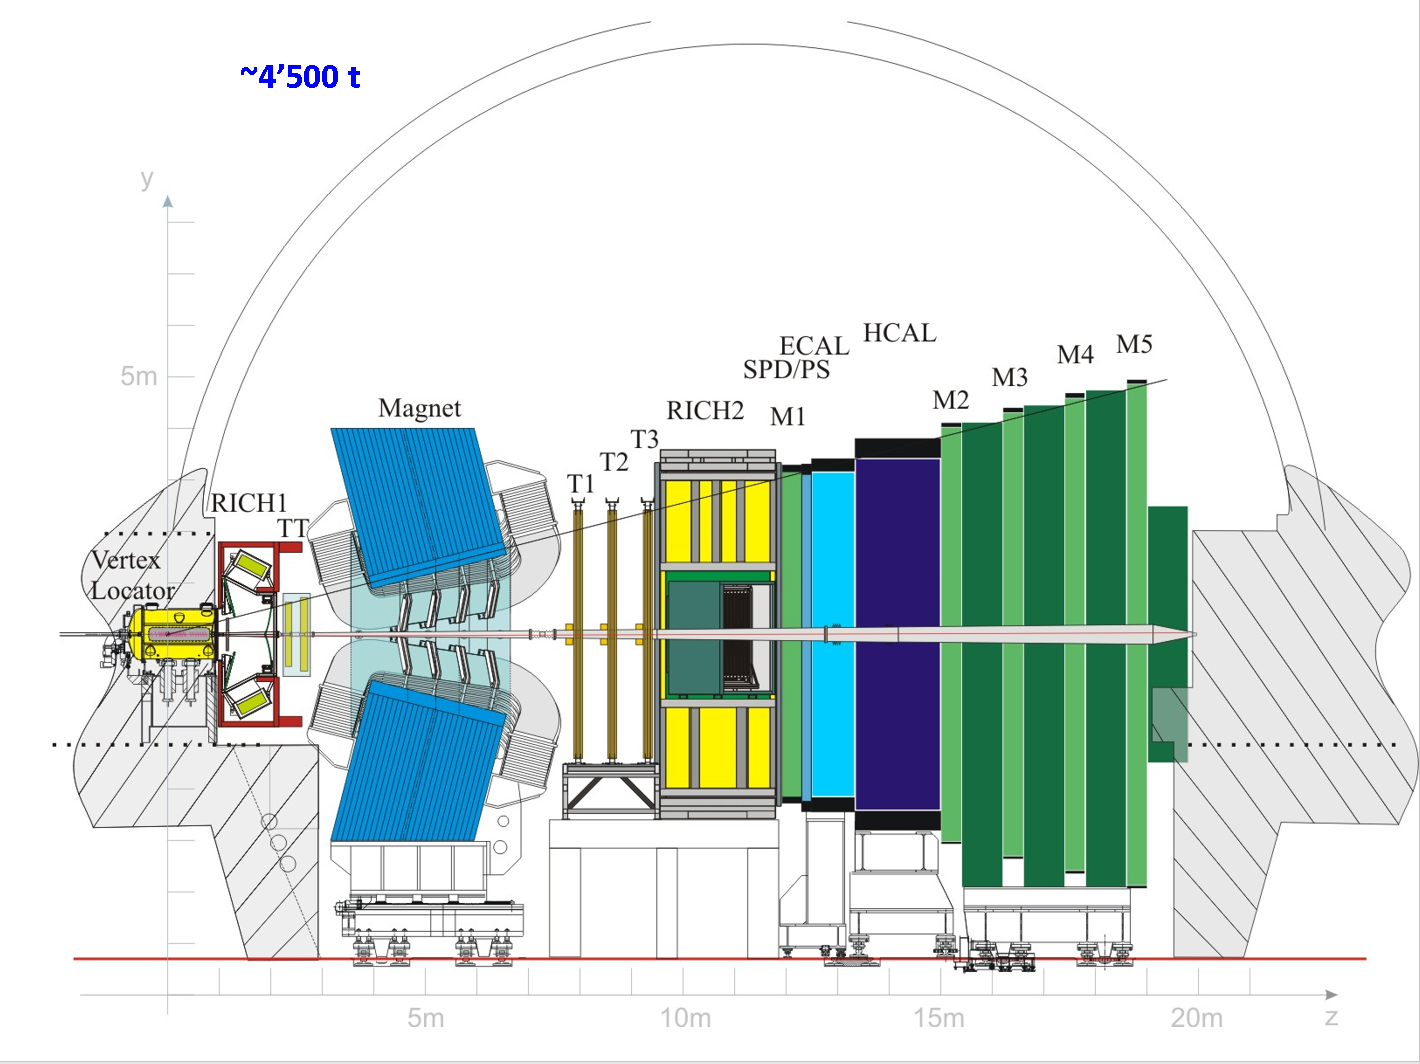 ~4’500 t
y
5m
HCAL
ECAL
SPD/PS
M5
M4
M3
M2
Magnet
RICH2
M1
T3
T2
T1
RICH1
TT
Vertex
Locator
5m
10m
15m
20m
z